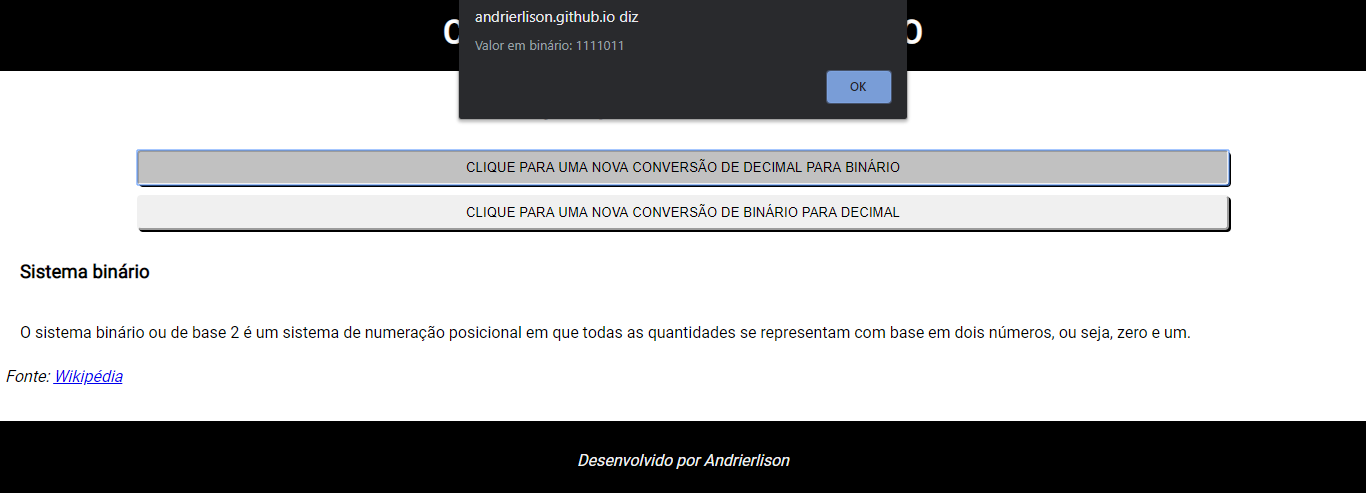 andrierlison.github.io diz
Valor em binário: 1111011
OK
CLIQUE PARA UMA NOVA CONVERSÃO DE DECIMAL PARA BINÁRIO
CLIQUE PARA UMA NOVA CONVERSÃO DE BINÁRIO PARA DECIMAL
Sistema binário
O sistema binário ou de base 2 é um sistema de numeração posicional em que todas as quantidades se representam com base em dois números, ou seja, zero e um.
Fonte: Wikipédia
Desenvolvido por Andrierlison